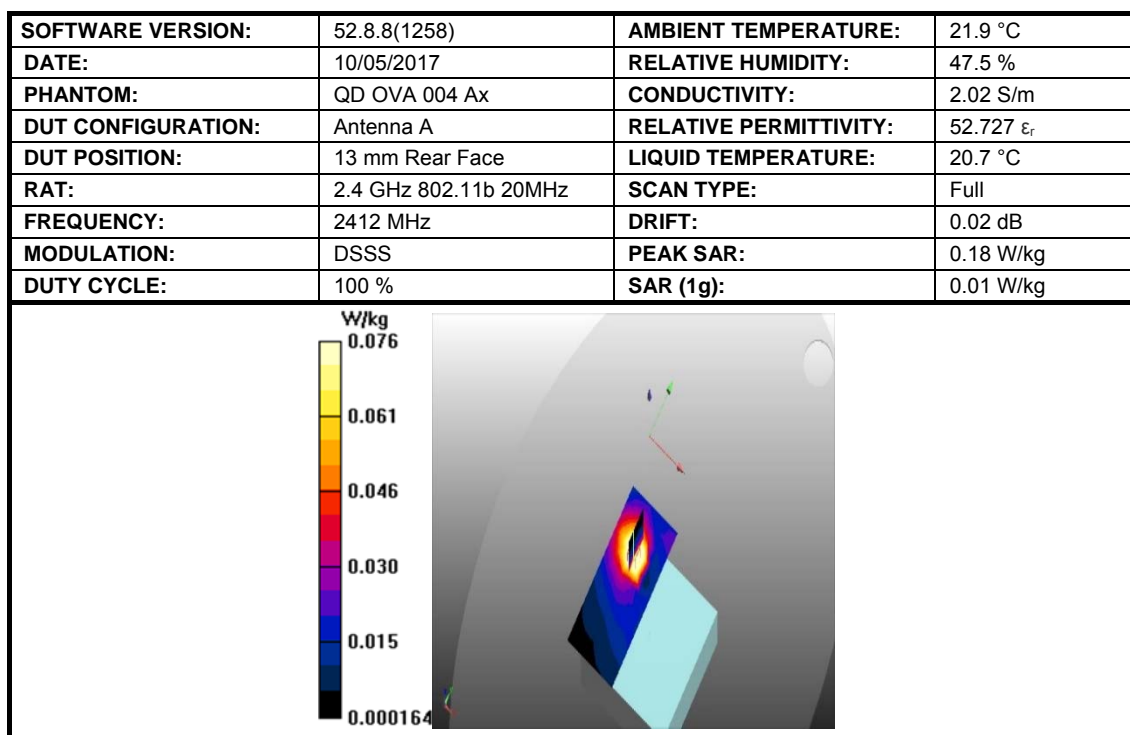 SOFTWARE VERSION: 52.8.8(1258) AMBIENT TEMPERATURE: 21.9 °C
DATE: 10/05/2017 RELATIVE HUMIDITY: 47.5 %
PHANTOM: QD OVA 004 Ax CONDUCTIVITY: 2.02 S/m
DUT CONFIGURATION: Antenna A RELATIVE PERMITTIVITY: 52.727 εr
DUT POSITION: 13 mm Rear Face LIQUID TEMPERATURE: 20.7 °C
RAT: 2.4 GHz 802.11b 20MHz SCAN TYPE: Full
FREQUENCY: 2412 MHz DRIFT: 0.02 dB
MODULATION: DSSS PEAK SAR: 0.18 W/kg
DUTY CYCLE: 100 % SAR (1g): 0.01 W/kg
W/kg
0.076
0.061
0.046
0.030
0.015
0.000164